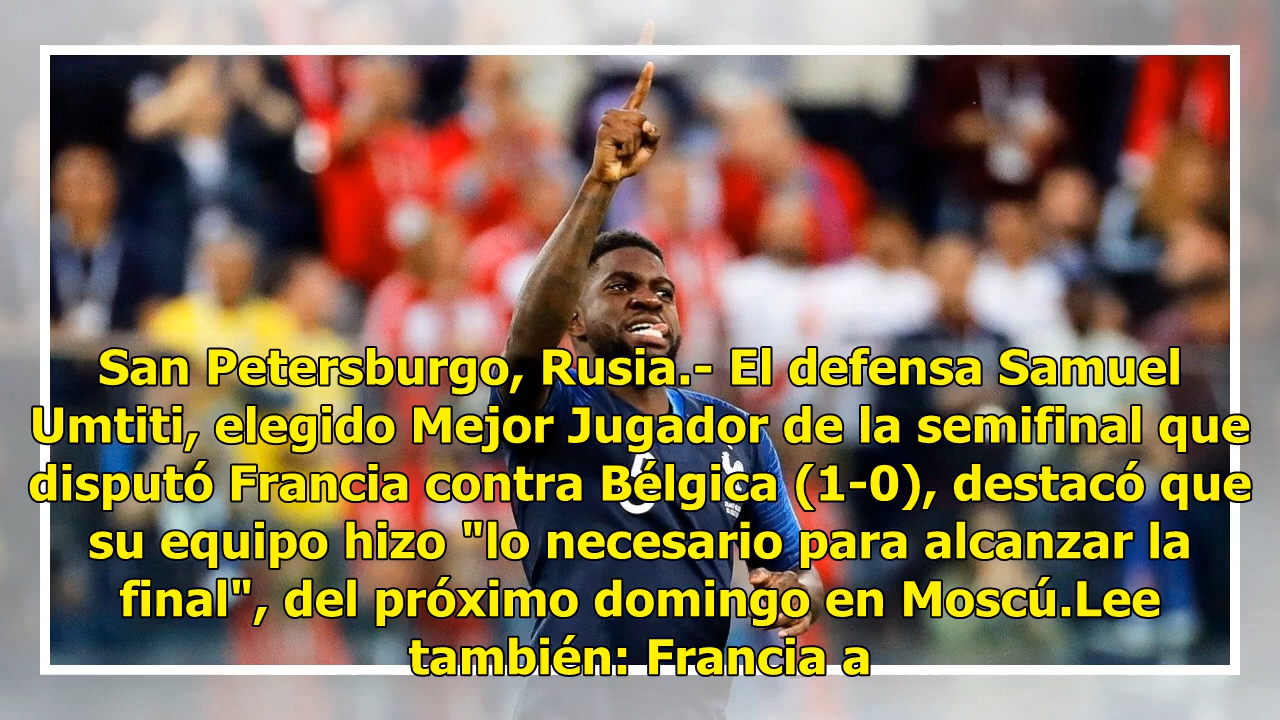 San Petersburgo, Rusia.- El defensa Samuel
Umtiti, elegido Mejor Jugador de la semifinal que
disputó Francia contra Bélgica (1-0), destacó que
su equipo hizo "lo necesario para alcanzar la
final", del próximo domingo en Moscú.Lee
también: Francia a